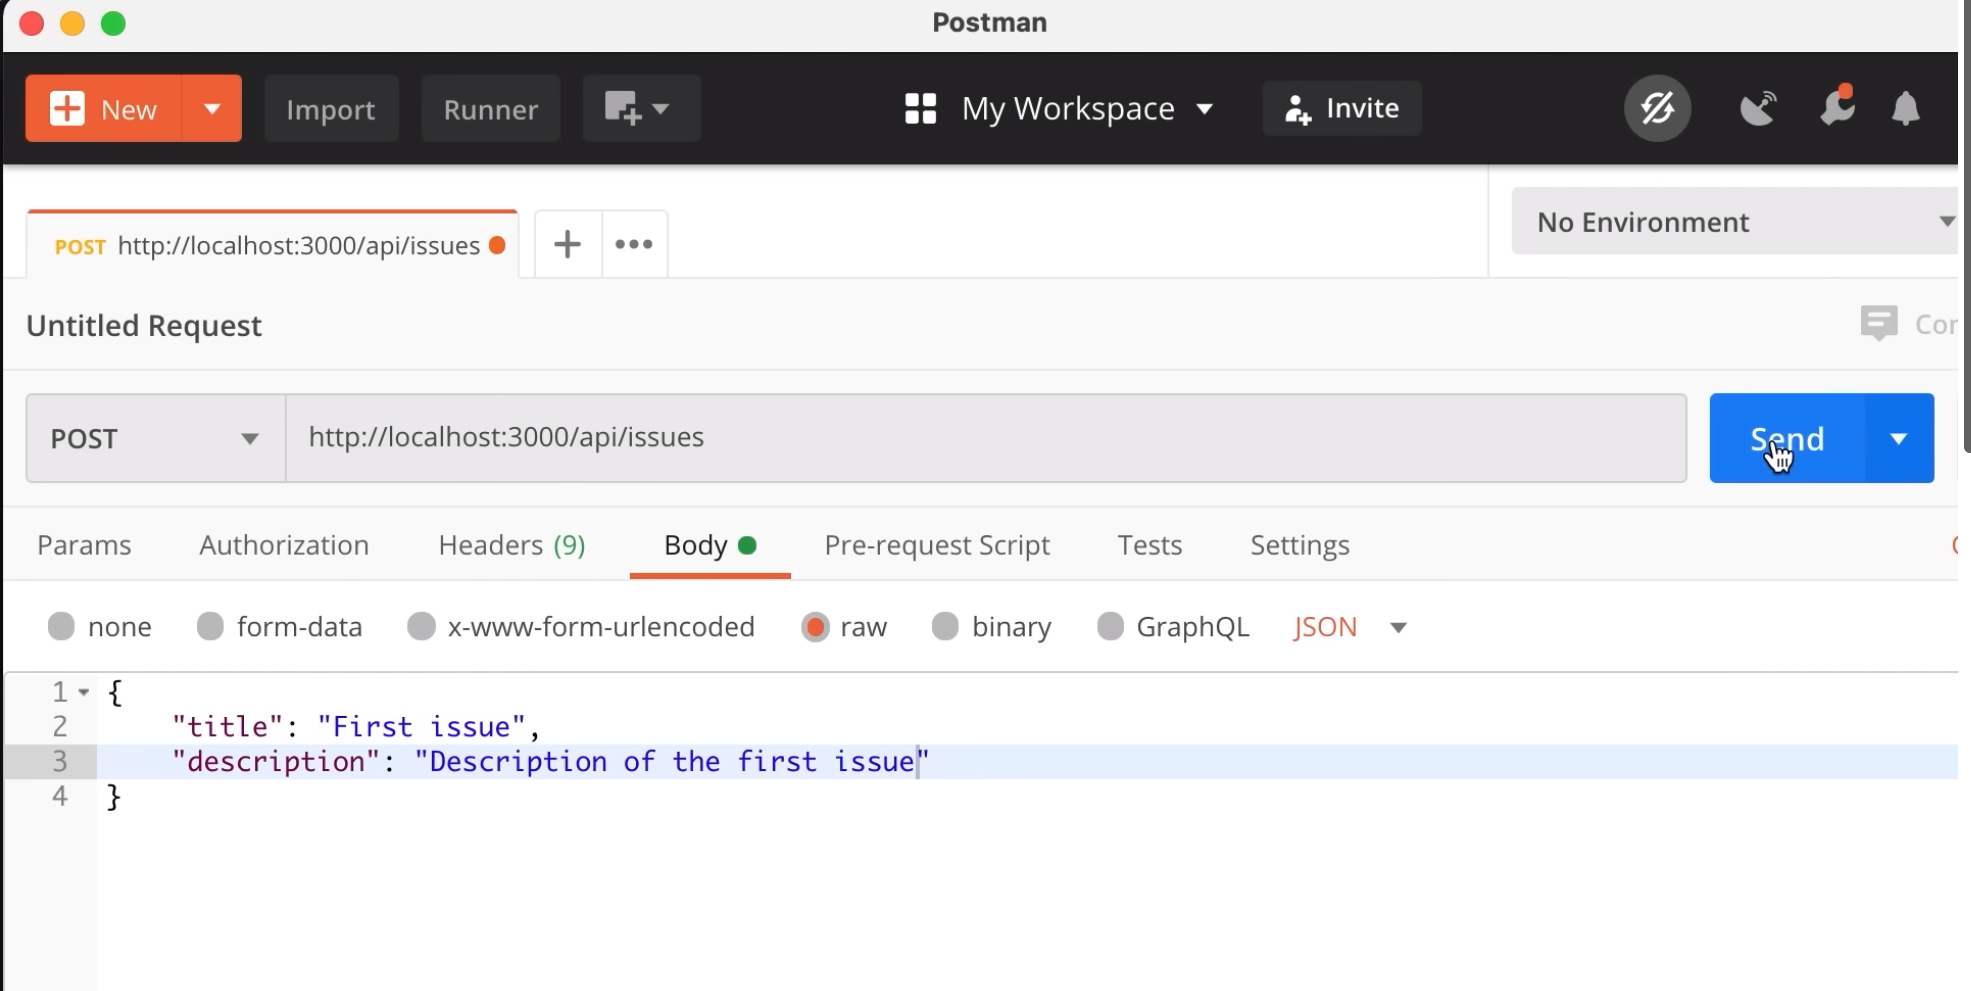 Postman
New Import Runner My Workspace Invite
POST http://localhost:3000/api/issues
No Environment
Untitled Request
POST http://localhost:3000/api/issues Send
Params Authorization Headers (9) Body Pre-request Script Tests Settings
none form-data x-www-form-urlencoded raw binary GraphQL JSON
1 {
2 "title": "First issue",
3 "description": "Description of the first issue"
4 }